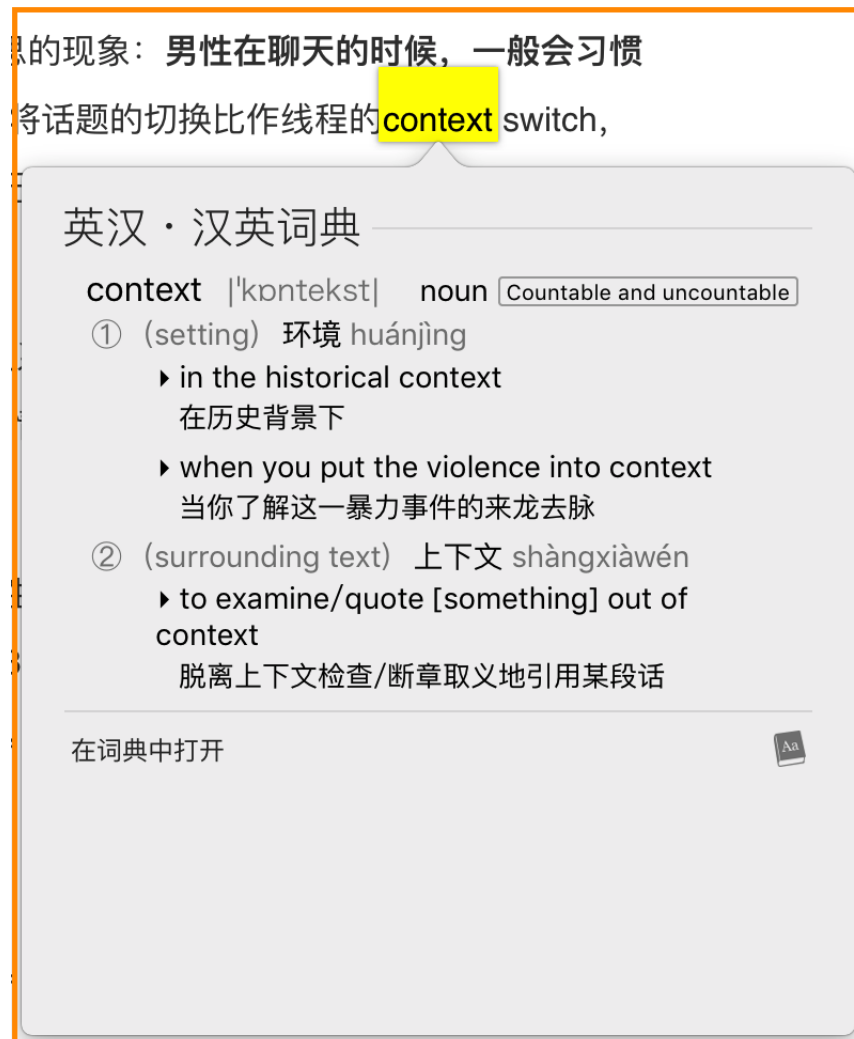 的现象：男性在聊天的时候，一般会习惯
将话题的切换比作线程的context switch，
英汉·汉英词典
context |ˈkɒntekst| noun Countable and uncountable
① (setting) 环境 huánjìng
▸ in the historical context
在历史背景下
▸ when you put the violence into context
当你了解这一暴力事件的来龙去脉
② (surrounding text) 上下文 shàngxiàwén
▸ to examine/quote [something] out of
context
脱离上下文检查/断章取义地引用某段话
在词典中打开
Aa